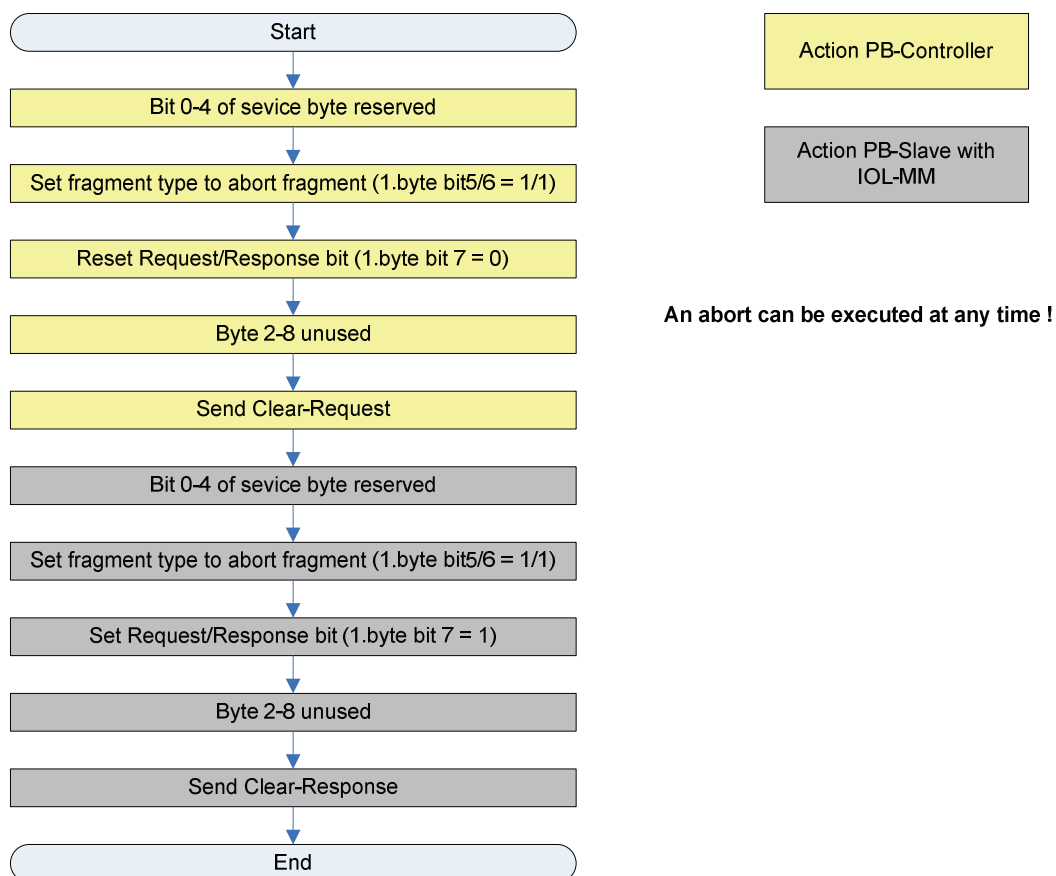 Start
Bit 0-4 of sevice byte reserved
Set fragment type to abort fragment (1.byte bit5/6 = 1/1)
Reset Request/Response bit (1.byte bit 7 = 0)
Byte 2-8 unused
Send Clear-Request
Bit 0-4 of sevice byte reserved
Set fragment type to abort fragment (1.byte bit5/6 = 1/1)
Set Request/Response bit (1.byte bit 7 = 1)
Byte 2-8 unused
Send Clear-Response
End
Action PB-Controller
Action PB-Slave with
IOL-MM
An abort can be executed at any time !